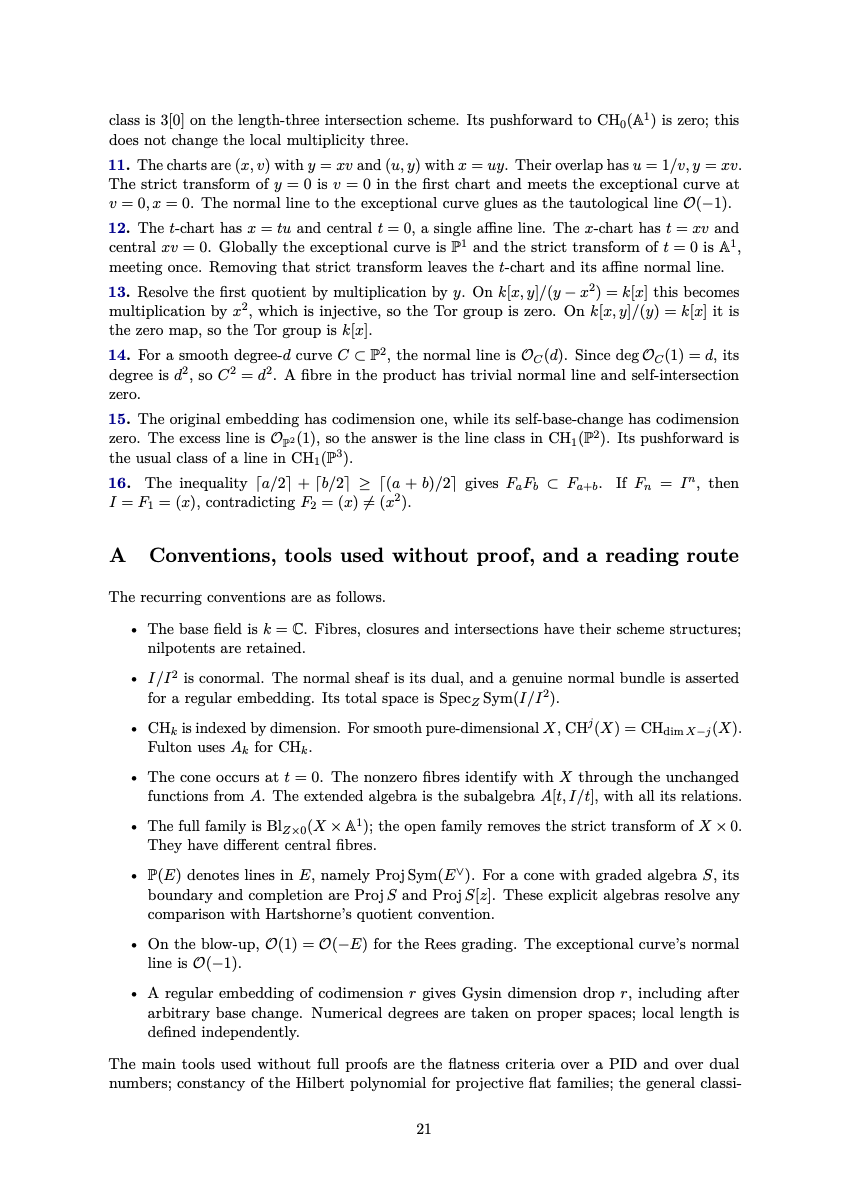 class is 3[0] on the length-three intersection scheme. Its pushforward to CH₀(𝔸¹) is zero; this
does not change the local multiplicity three.
11. The charts are (x, v) with y = xv and (u, y) with x = uy. Their overlap has u = 1/v, y = xv.
The strict transform of y = 0 is v = 0 in the first chart and meets the exceptional curve at
v = 0, x = 0. The normal line to the exceptional curve glues as the tautological line 𝒪(−1).
12. The t-chart has x = tu and central t = 0, a single affine line. The x-chart has t = xv and
central xv = 0. Globally the exceptional curve is ℙ¹ and the strict transform of t = 0 is 𝔸¹,
meeting once. Removing that strict transform leaves the t-chart and its affine normal line.
13. Resolve the first quotient by multiplication by y. On k[x, y]/(y − x²) = k[x] this becomes
multiplication by x², which is injective, so the Tor group is zero. On k[x, y]/(y) = k[x] it is
the zero map, so the Tor group is k[x].
14. For a smooth degree-d curve C ⊂ ℙ², the normal line is 𝒪_C(d). Since deg 𝒪_C(1) = d, its
degree is d², so C² = d². A fibre in the product has trivial normal line and self-intersection
zero.
15. The original embedding has codimension one, while its self-base-change has codimension
zero. The excess line is 𝒪_ℙ²(1), so the answer is the line class in CH₁(ℙ²). Its pushforward is
the usual class of a line in CH₁(ℙ³).
16. The inequality ⌈a/2⌉ + ⌈b/2⌉ ≥ ⌈(a + b)/2⌉ gives FₐF_b ⊂ F_{a+b}. If Fₙ = Iⁿ, then
I = F₁ = (x), contradicting F₂ = (x) ≠ (x²).
A Conventions, tools used without proof, and a reading route
The recurring conventions are as follows.
• The base field is k = ℂ. Fibres, closures and intersections have their scheme structures;
nilpotents are retained.
• I/I² is conormal. The normal sheaf is its dual, and a genuine normal bundle is asserted
for a regular embedding. Its total space is Spec_Z Sym(I/I²).
• CHₖ is indexed by dimension. For smooth pure-dimensional X, CHʲ(X) = CH_{dim X−j}(X).
Fulton uses Aₖ for CHₖ.
• The cone occurs at t = 0. The nonzero fibres identify with X through the unchanged
functions from A. The extended algebra is the subalgebra A[t, I/t], with all its relations.
• The full family is Bl_{Z×0}(X × 𝔸¹); the open family removes the strict transform of X × 0.
They have different central fibres.
• ℙ(E) denotes lines in E, namely Proj Sym(E^∨). For a cone with graded algebra S, its
boundary and completion are Proj S and Proj S[z]. These explicit algebras resolve any
comparison with Hartshorne's quotient convention.
• On the blow-up, 𝒪(1) = 𝒪(−E) for the Rees grading. The exceptional curve's normal
line is 𝒪(−1).
• A regular embedding of codimension r gives Gysin dimension drop r, including after
arbitrary base change. Numerical degrees are taken on proper spaces; local length is
defined independently.
The main tools used without full proofs are the flatness criteria over a PID and over dual
numbers; constancy of the Hilbert polynomial for projective flat families; the general classi-
21